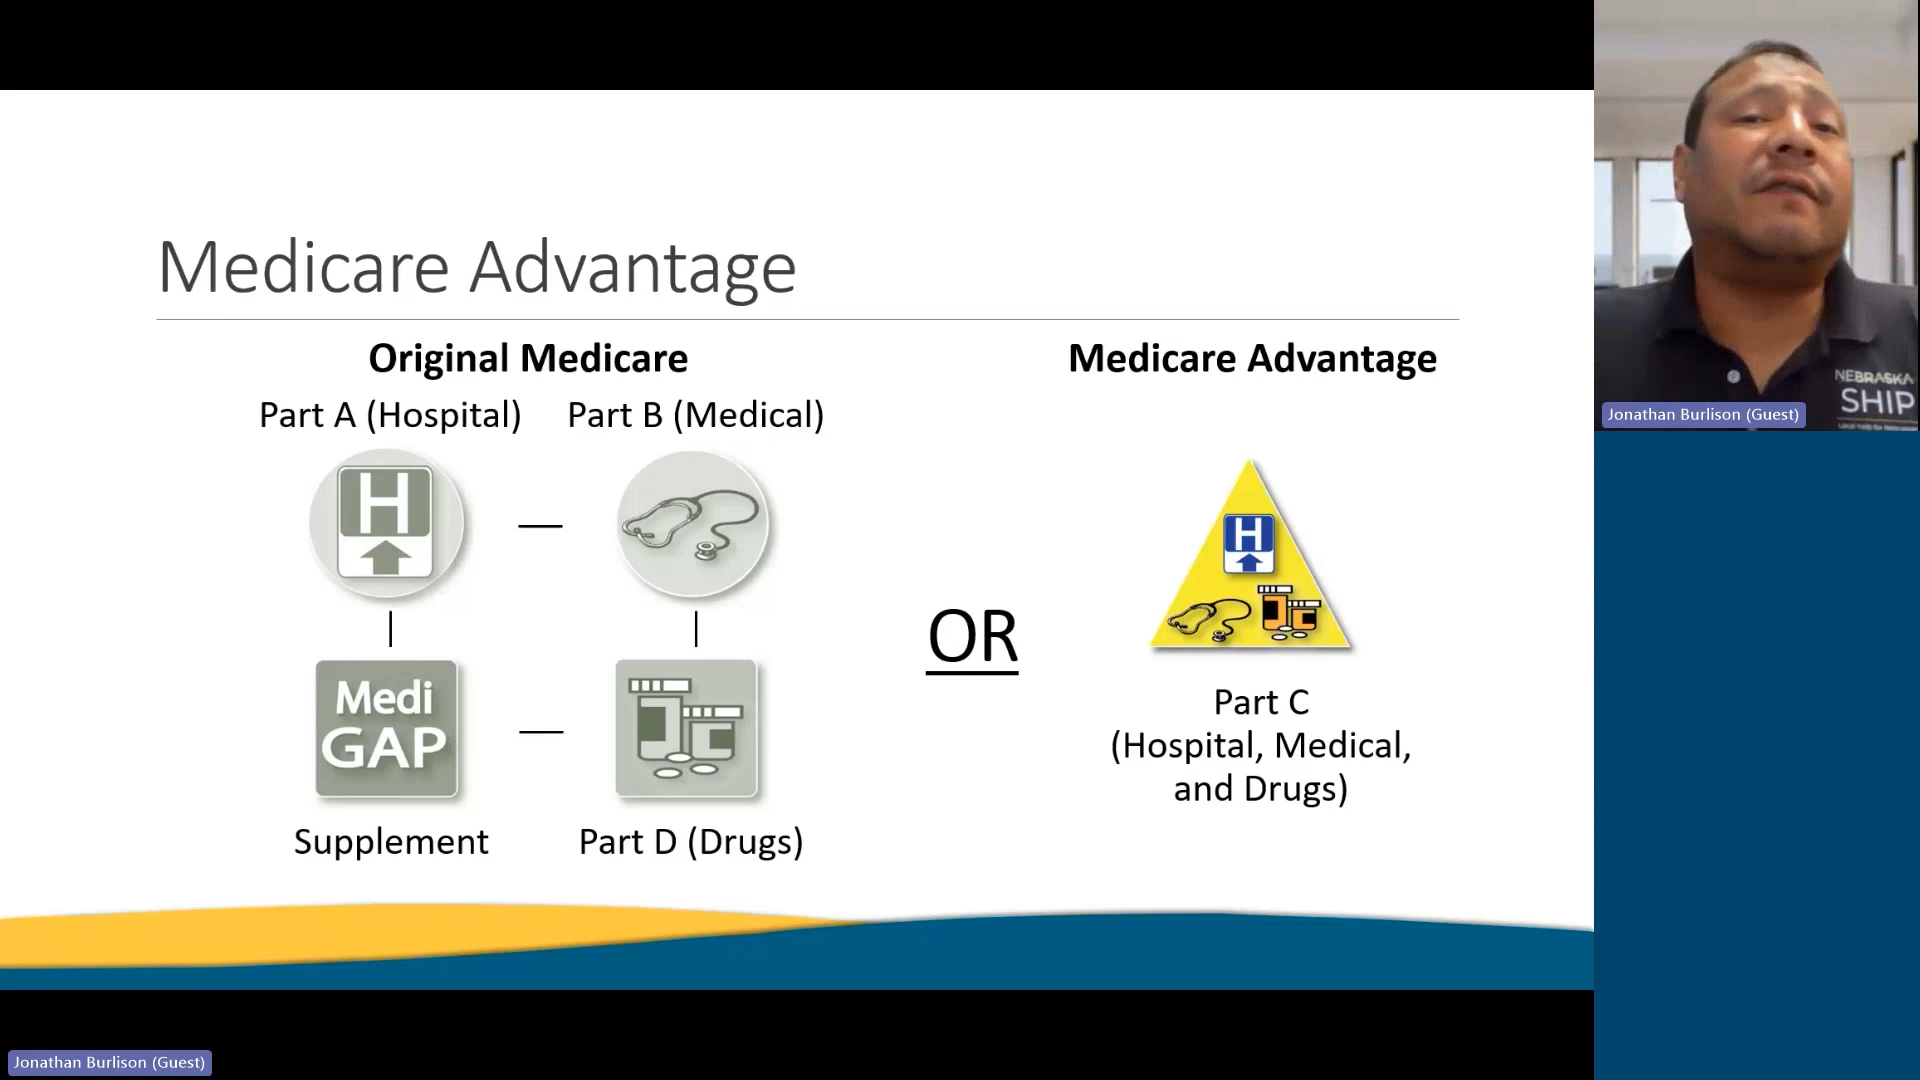 Medicare Advantage
Original Medicare
Part A (Hospital)
Part B (Medical)
H
Medi
GAP
Supplement
Part D (Drugs)
OR
Medicare Advantage
H
Part C
(Hospital, Medical,
and Drugs)
NEBRASKA
SHIP
Jonathan Burlison (Guest)
Jonathan Burlison (Guest)